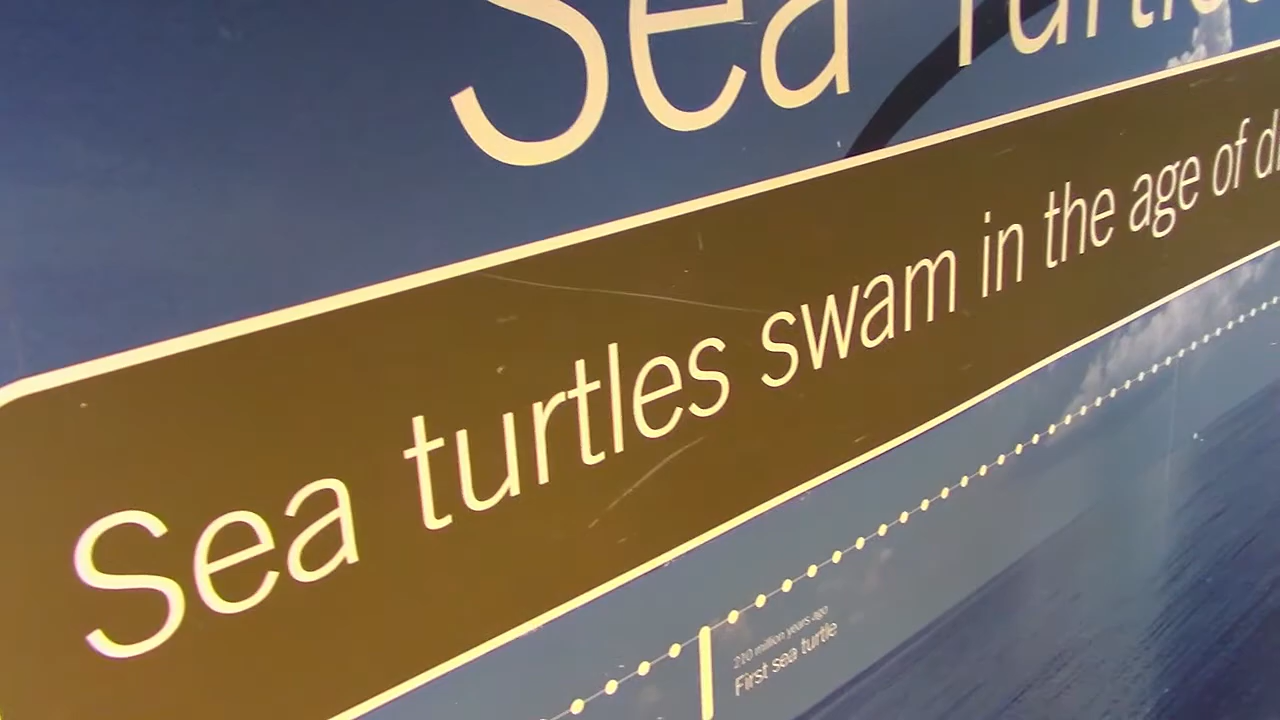 Sea Turtles
Sea turtles swam in the age of
210 million years ago
First sea turtle